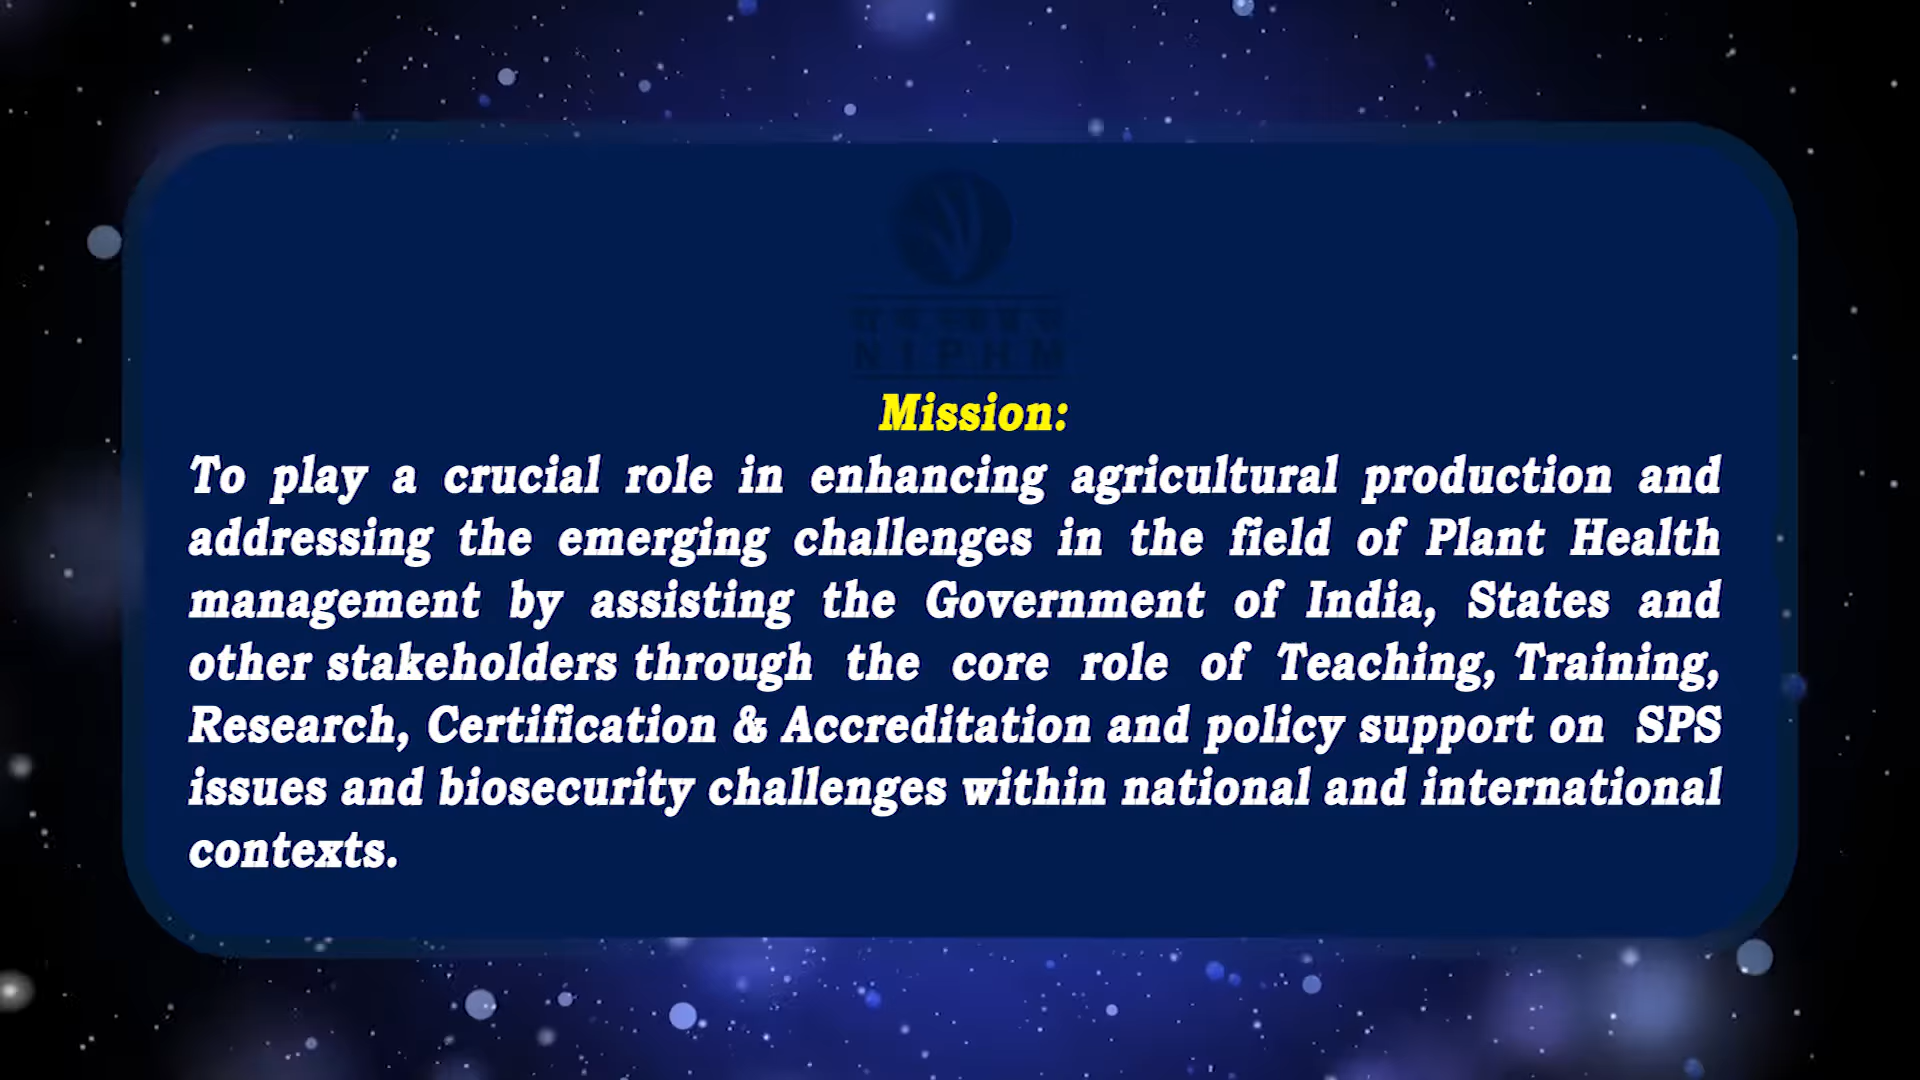 NIPHM
Mission:
To play a crucial role in enhancing agricultural production and
addressing the emerging challenges in the field of Plant Health
management by assisting the Government of India, States and
other stakeholders through the core role of Teaching, Training,
Research, Certification & Accreditation and policy support on SPS
issues and biosecurity challenges within national and international
contexts.